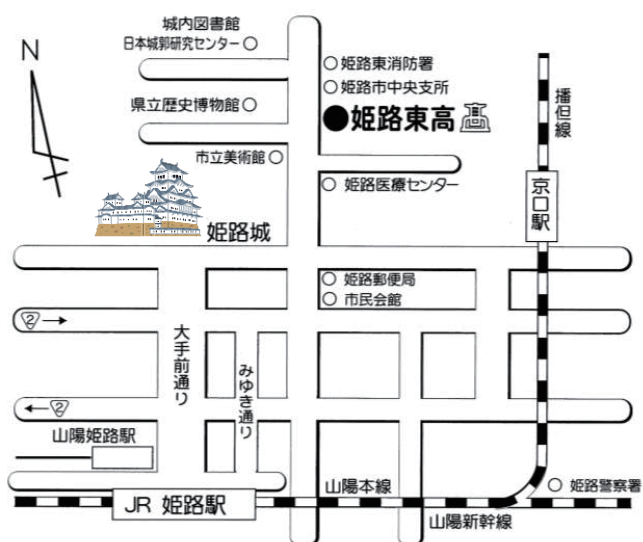 城内図書館
日本城郭研究センター
N
姫路東消防署
姫路市中央支所
県立歴史博物館
姫路東高
高
播但線
市立美術館
姫路医療センター
京口駅
姫路城
姫路郵便局
市民会館
2
大手前通り
みゆき通り
2
山陽姫路駅
山陽本線
姫路警察署
JR 姫路駅
山陽新幹線